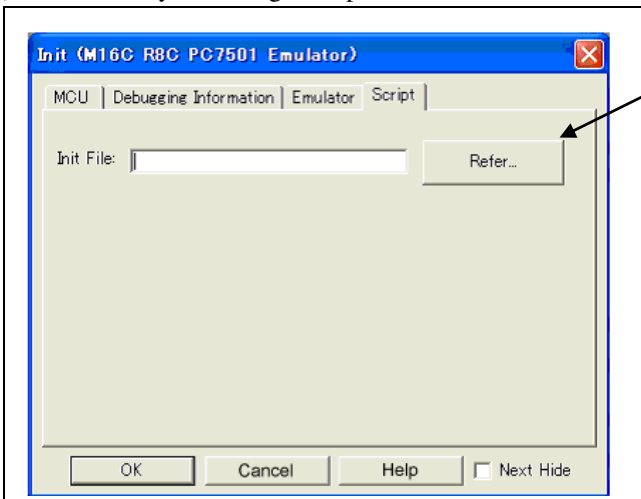 Init (M16C R8C PC7501 Emulator)
MCU Debugging Information Emulator Script
Init File: Refer...
OK Cancel Help Next Hide